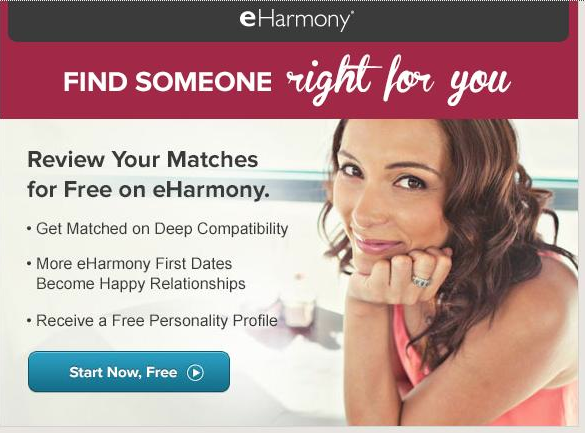 eHarmony®
FIND SOMEONE right for you
Review Your Matches
for Free on eHarmony.
• Get Matched on Deep Compatibility
• More eHarmony First Dates
Become Happy Relationships
• Receive a Free Personality Profile
Start Now, Free